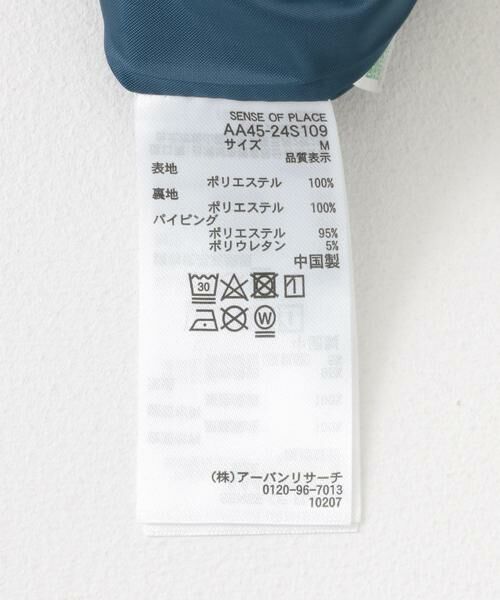 SENSE OF PLACE
AA45-24S109
サイズ M
品質表示
表地
ポリエステル 100%
裏地
ポリエステル 100%
パイピング
ポリエステル 95%
ポリウレタン 5%
中国製
30
W
(株)アーバンリサーチ
0120-96-7013
10207